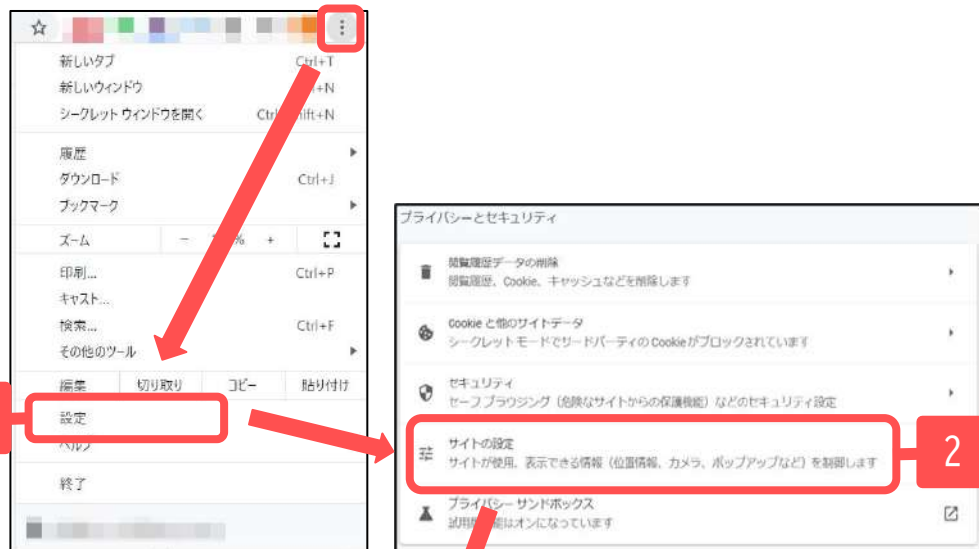 新しいタブ Ctrl+T
新しいウィンドウ +N
シークレット ウィンドウを開く Ctrl hift+N
履歴
ダウンロード Ctrl+J
ブックマーク
ズーム - % +
印刷... Ctrl+P
キャスト...
検索... Ctrl+F
その他のツール
編集 切り取り コピー 貼り付け
設定
ヘルプ
終了
プライバシーとセキュリティ
閲覧履歴データの削除
閲覧履歴、Cookie、キャッシュなどを削除します
Cookie と他のサイトデータ
シークレット モードでサードパーティの Cookie がブロックされています
セキュリティ
セーフ ブラウジング（危険なサイトからの保護機能）などのセキュリティ設定
サイトの設定
サイトが使用、表示できる情報（位置情報、カメラ、ポップアップなど）を制御します
2
プライバシー サンドボックス
試用版 能はオンになっています